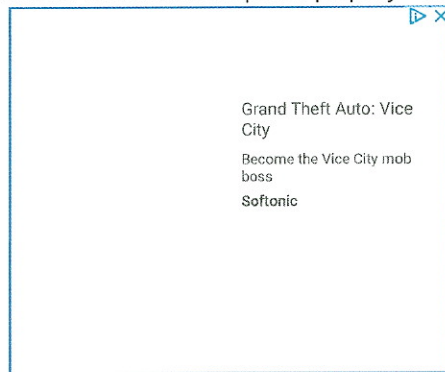 Grand Theft Auto: Vice
City
Become the Vice City mob
boss
Softonic